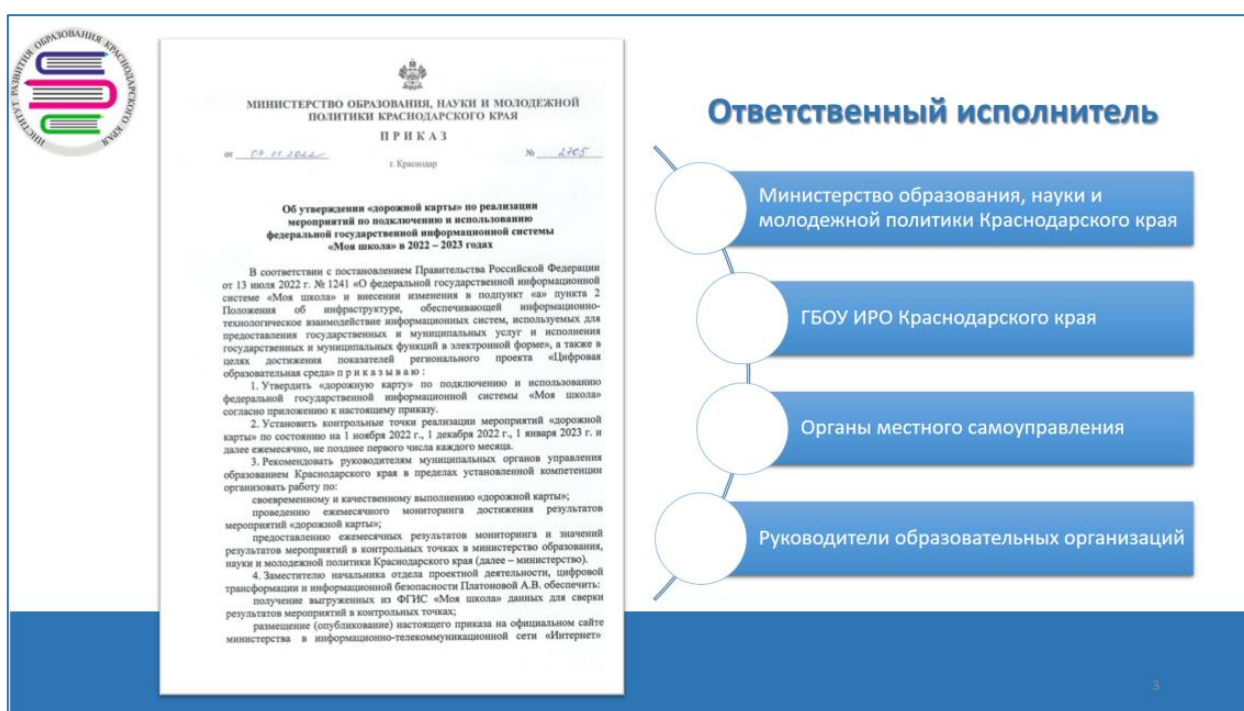 ИНСТИТУТ РАЗВИТИЯ ОБРАЗОВАНИЯ КРАСНОДАРСКОГО КРАЯ
МИНИСТЕРСТВО ОБРАЗОВАНИЯ, НАУКИ И МОЛОДЕЖНОЙ
ПОЛИТИКИ КРАСНОДАРСКОГО КРАЯ
ПРИКАЗ
от 07.11.2022 № 2705
г. Краснодар
Об утверждении «дорожной карты» по реализации
мероприятий по подключению и использованию
федеральной государственной информационной системы
«Моя школа» в 2022 – 2023 годах
В соответствии с постановлением Правительства Российской Федерации
от 13 июля 2022 г. № 1241 «О федеральной государственной информационной
системе «Моя школа» и внесении изменения в подпункт «а» пункта 2
Положения об инфраструктуре, обеспечивающей информационно-
технологическое взаимодействие информационных систем, используемых для
предоставления государственных и муниципальных услуг и исполнения
государственных и муниципальных функций в электронной форме», а также в
целях достижения показателей регионального проекта «Цифровая
образовательная среда» п р и к а з ы в а ю :
1. Утвердить «дорожную карту» по подключению и использованию
федеральной государственной информационной системы «Моя школа»
согласно приложению к настоящему приказу.
2. Установить контрольные точки реализации мероприятий «дорожной
карты» по состоянию на 1 ноября 2022 г., 1 декабря 2022 г., 1 января 2023 г. и
далее ежемесячно, не позднее первого числа каждого месяца.
3. Рекомендовать руководителям муниципальных органов управления
образованием Краснодарского края в пределах установленной компетенции
организовать работу по:
своевременному и качественному выполнению «дорожной карты»;
проведению ежемесячного мониторинга достижения результатов
мероприятий «дорожной карты»;
предоставлению ежемесячных результатов мониторинга и значений
результатов мероприятий в контрольных точках в министерство образования,
науки и молодежной политики Краснодарского края (далее – министерство).
4. Заместителю начальника отдела проектной деятельности, цифровой
трансформации и информационной безопасности Платоновой А.В. обеспечить:
получение выгруженных из ФГИС «Моя школа» данных для сверки
результатов мероприятий в контрольных точках;
размещение (опубликование) настоящего приказа на официальном сайте
министерства в информационно-телекоммуникационной сети «Интернет»
Ответственный исполнитель
Министерство образования, науки и
молодежной политики Краснодарского края
ГБОУ ИРО Краснодарского края
Органы местного самоуправления
Руководители образовательных организаций
3